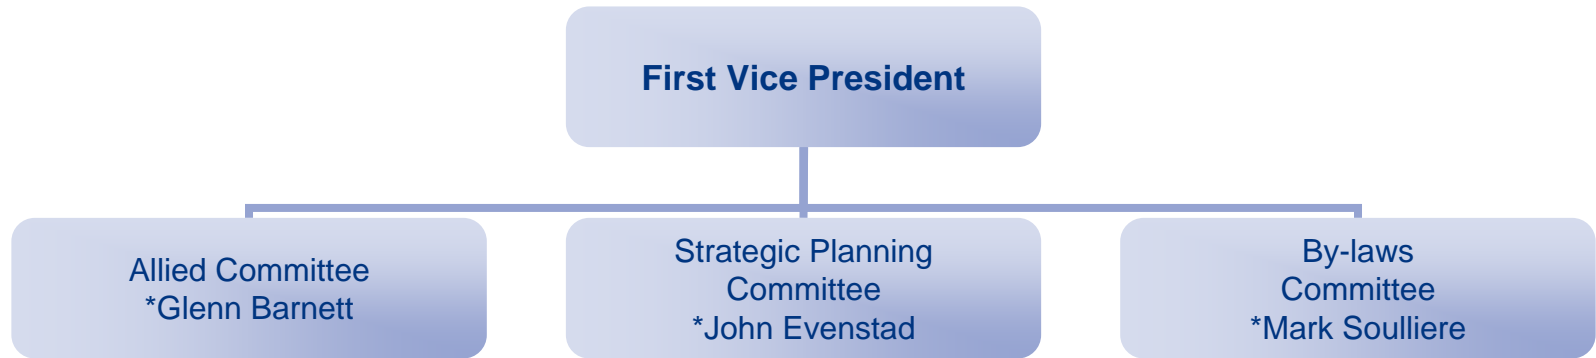 First Vice President
Allied Committee
*Glenn Barnett
Strategic Planning
Committee
*John Evenstad
By-laws
Committee
*Mark Soulliere